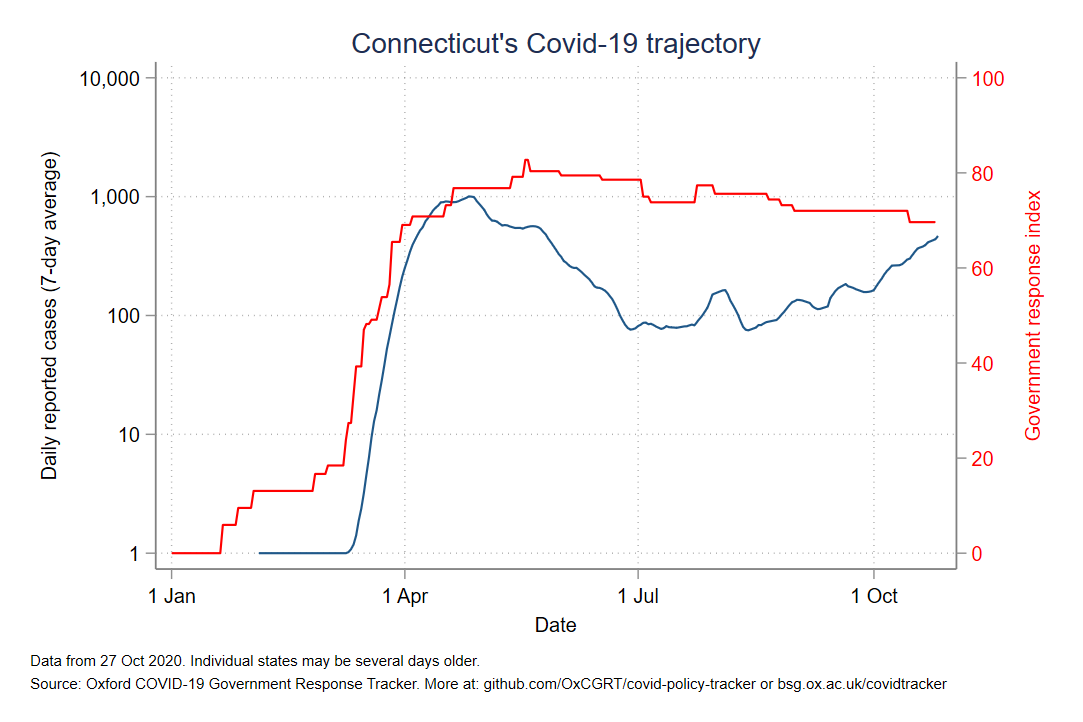 Connecticut's Covid-19 trajectory
10,000
1,000
100
10
1
Daily reported cases (7-day average)
100
80
60
40
20
0
Government response index
1 Jan
1 Apr
1 Jul
1 Oct
Date
Data from 27 Oct 2020. Individual states may be several days older.
Source: Oxford COVID-19 Government Response Tracker. More at: github.com/OxCGRT/covid-policy-tracker or bsg.ox.ac.uk/covidtracker